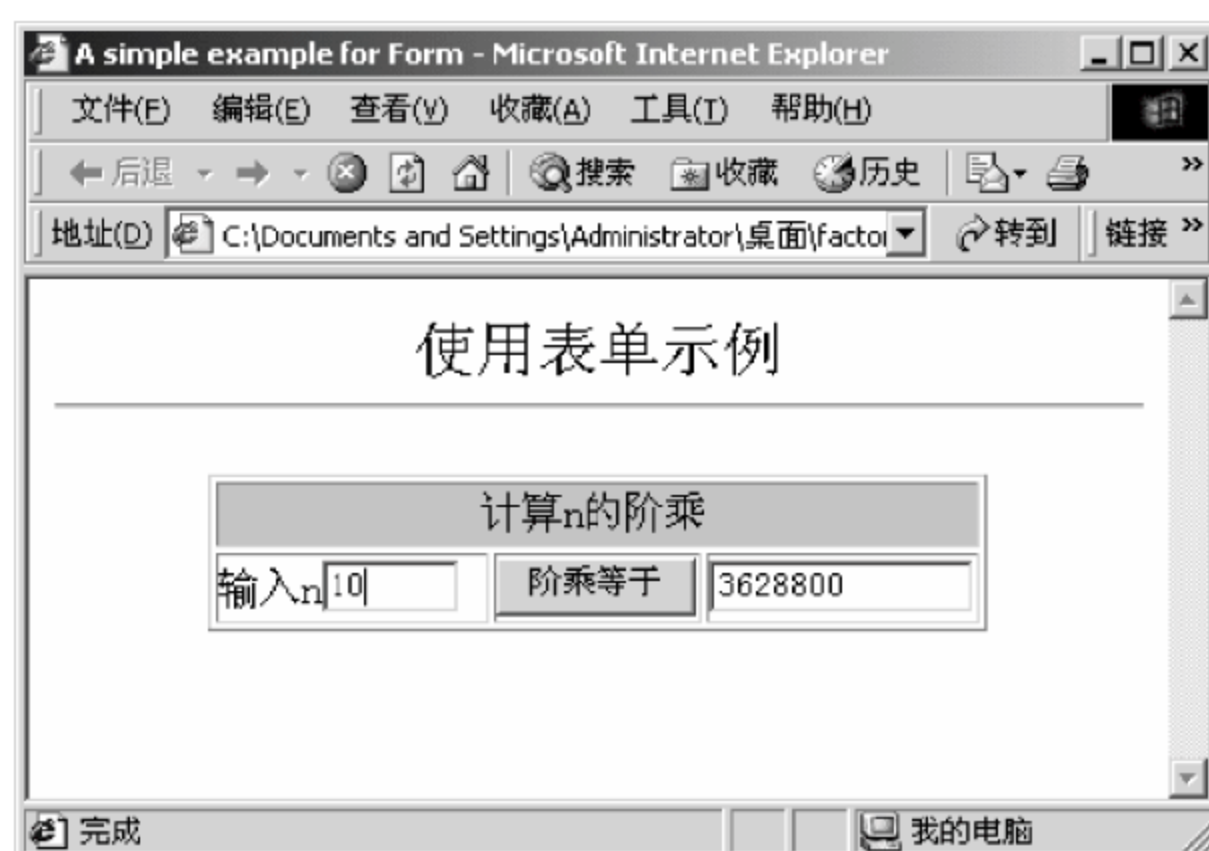 A simple example for Form - Microsoft Internet Explorer
文件(F) 编辑(E) 查看(V) 收藏(A) 工具(T) 帮助(H)
后退 搜索 收藏 历史 »
地址(D) C:\Documents and Settings\Administrator\桌面\factor 转到 链接 »
使用表单示例
计算n的阶乘
输入n 10 阶乘等于 3628800
完成 我的电脑